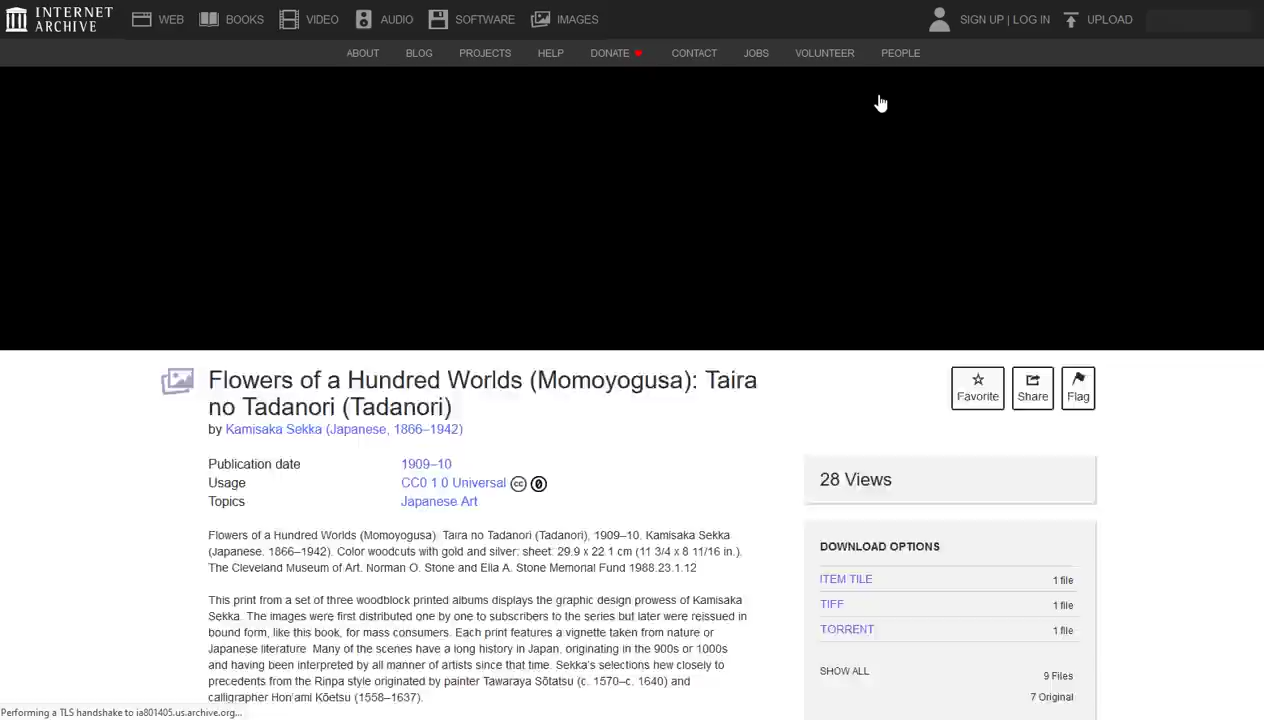 INTERNET
ARCHIVE
WEB BOOKS VIDEO AUDIO SOFTWARE IMAGES SIGN UP | LOG IN UPLOAD
ABOUT BLOG PROJECTS HELP DONATE CONTACT JOBS VOLUNTEER PEOPLE
Flowers of a Hundred Worlds (Momoyogusa): Taira
no Tadanori (Tadanori)
by Kamisaka Sekka (Japanese, 1866–1942)
Favorite Share Flag
Publication date 1909–10
Usage CC0 1 0 Universal
Topics Japanese Art
28 Views
Flowers of a Hundred Worlds (Momoyogusa) Taira no Tadanori (Tadanori), 1909–10. Kamisaka Sekka
(Japanese. 1866–1942). Color woodcuts with gold and silver: sheet. 29.9 x 22 1 cm (11 3/4 x 8 11/16 in.).
The Cleveland Museum of Art. Norman O. Stone and Ella A. Stone Memorial Fund 1988.23.1.12
This print from a set of three woodblock printed albums displays the graphic design prowess of Kamisaka
Sekka. The images were first distributed one by one to subscribers to the series but later were reissued in
bound form, like this book, for mass consumers. Each print features a vignette taken from nature or
Japanese literature Many of the scenes have a long history in Japan, originating in the 900s or 1000s
and having been interpreted by all manner of artists since that time. Sekka's selections hew closely to
precedents from the Rinpa style originated by painter Tawaraya Sōtatsu (c. 1570–c. 1640) and
calligrapher Hon'ami Kōetsu (1558–1637).
DOWNLOAD OPTIONS
ITEM TILE 1 file
TIFF 1 file
TORRENT 1 file
SHOW ALL 9 Files
7 Original
Performing a TLS handshake to ia801405.us.archive.org...